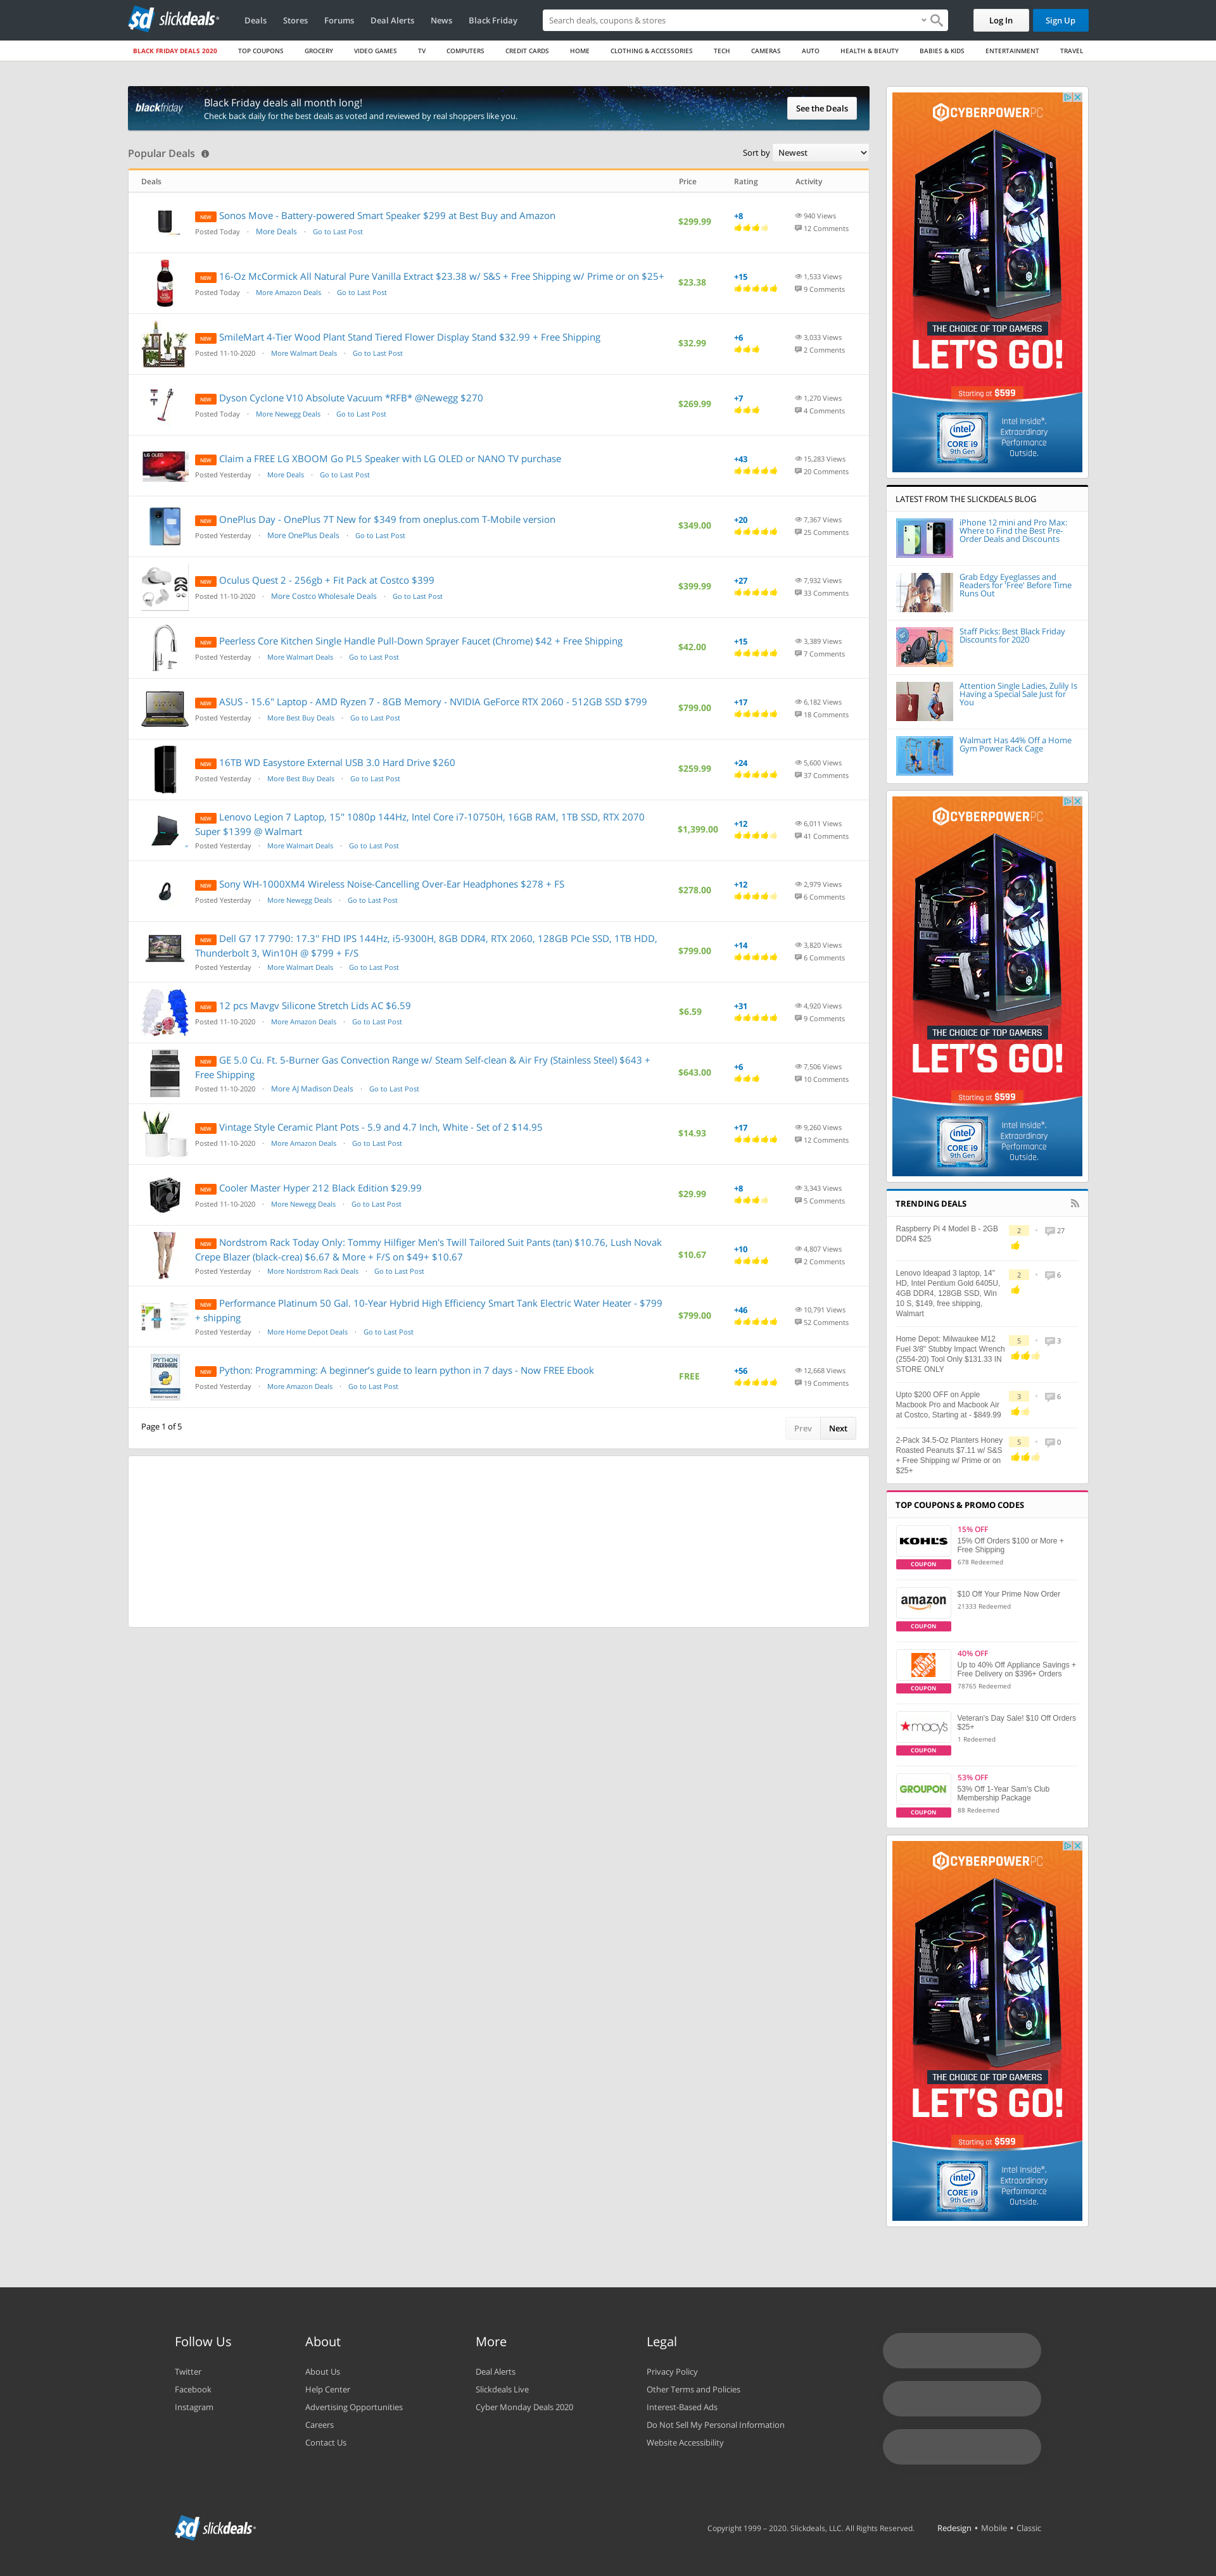 sd slickdeals
Deals Stores Forums Deal Alerts News Black Friday
Search deals, coupons & stores
Log In
Sign Up
BLACK FRIDAY DEALS 2020 TOP COUPONS GROCERY VIDEO GAMES TV COMPUTERS CREDIT CARDS HOME CLOTHING & ACCESSORIES TECH CAMERAS AUTO HEALTH & BEAUTY BABIES & KIDS ENTERTAINMENT TRAVEL
blackfriday
Black Friday deals all month long!
Check back daily for the best deals as voted and reviewed by real shoppers like you.
See the Deals
Popular Deals
Sort by Newest
Deals Price Rating Activity
NEW Sonos Move - Battery-powered Smart Speaker $299 at Best Buy and Amazon
Posted Today · More Deals · Go to Last Post
$299.99
+8
940 Views
12 Comments
NEW 16-Oz McCormick All Natural Pure Vanilla Extract $23.38 w/ S&S + Free Shipping w/ Prime or on $25+
Posted Today · More Amazon Deals · Go to Last Post
$23.38
+15
1,533 Views
9 Comments
NEW SmileMart 4-Tier Wood Plant Stand Tiered Flower Display Stand $32.99 + Free Shipping
Posted 11-10-2020 · More Walmart Deals · Go to Last Post
$32.99
+6
3,033 Views
2 Comments
NEW Dyson Cyclone V10 Absolute Vacuum *RFB* @Newegg $270
Posted Today · More Newegg Deals · Go to Last Post
$269.99
+7
1,270 Views
4 Comments
LG OLED
NEW Claim a FREE LG XBOOM Go PL5 Speaker with LG OLED or NANO TV purchase
Posted Yesterday · More Deals · Go to Last Post
+43
15,283 Views
20 Comments
NEW OnePlus Day - OnePlus 7T New for $349 from oneplus.com T-Mobile version
Posted Yesterday · More OnePlus Deals · Go to Last Post
$349.00
+20
7,367 Views
25 Comments
NEW Oculus Quest 2 - 256gb + Fit Pack at Costco $399
Posted 11-10-2020 · More Costco Wholesale Deals · Go to Last Post
$399.99
+27
7,932 Views
33 Comments
NEW Peerless Core Kitchen Single Handle Pull-Down Sprayer Faucet (Chrome) $42 + Free Shipping
Posted Yesterday · More Walmart Deals · Go to Last Post
$42.00
+15
3,389 Views
7 Comments
NEW ASUS - 15.6" Laptop - AMD Ryzen 7 - 8GB Memory - NVIDIA GeForce RTX 2060 - 512GB SSD $799
Posted Yesterday · More Best Buy Deals · Go to Last Post
$799.00
+17
6,182 Views
18 Comments
NEW 16TB WD Easystore External USB 3.0 Hard Drive $260
Posted Yesterday · More Best Buy Deals · Go to Last Post
$259.99
+24
5,600 Views
37 Comments
NEW Lenovo Legion 7 Laptop, 15" 1080p 144Hz, Intel Core i7-10750H, 16GB RAM, 1TB SSD, RTX 2070
Super $1399 @ Walmart
Posted Yesterday · More Walmart Deals · Go to Last Post
$1,399.00
+12
6,011 Views
41 Comments
NEW Sony WH-1000XM4 Wireless Noise-Cancelling Over-Ear Headphones $278 + FS
Posted Yesterday · More Newegg Deals · Go to Last Post
$278.00
+12
2,979 Views
6 Comments
NEW Dell G7 17 7790: 17.3'' FHD IPS 144Hz, i5-9300H, 8GB DDR4, RTX 2060, 128GB PCIe SSD, 1TB HDD,
Thunderbolt 3, Win10H @ $799 + F/S
Posted Yesterday · More Walmart Deals · Go to Last Post
$799.00
+14
3,820 Views
6 Comments
NEW 12 pcs Mavgv Silicone Stretch Lids AC $6.59
Posted 11-10-2020 · More Amazon Deals · Go to Last Post
$6.59
+31
4,920 Views
9 Comments
NEW GE 5.0 Cu. Ft. 5-Burner Gas Convection Range w/ Steam Self-clean & Air Fry (Stainless Steel) $643 +
Free Shipping
Posted 11-10-2020 · More AJ Madison Deals · Go to Last Post
$643.00
+6
7,506 Views
10 Comments
NEW Vintage Style Ceramic Plant Pots - 5.9 and 4.7 Inch, White - Set of 2 $14.95
Posted 11-10-2020 · More Amazon Deals · Go to Last Post
$14.93
+17
9,260 Views
12 Comments
NEW Cooler Master Hyper 212 Black Edition $29.99
Posted 11-10-2020 · More Newegg Deals · Go to Last Post
$29.99
+8
3,343 Views
5 Comments
NEW Nordstrom Rack Today Only: Tommy Hilfiger Men's Twill Tailored Suit Pants (tan) $10.76, Lush Novak
Crepe Blazer (black-crea) $6.67 & More + F/S on $49+ $10.67
Posted Yesterday · More Nordstrom Rack Deals · Go to Last Post
$10.67
+10
4,807 Views
2 Comments
NEW Performance Platinum 50 Gal. 10-Year Hybrid High Efficiency Smart Tank Electric Water Heater - $799
+ shipping
Posted Yesterday · More Home Depot Deals · Go to Last Post
$799.00
+46
10,791 Views
52 Comments
PYTHON
PROGRAMMING
NEW Python: Programming: A beginner's guide to learn python in 7 days - Now FREE Ebook
Posted Yesterday · More Amazon Deals · Go to Last Post
FREE
+56
12,668 Views
19 Comments
Page 1 of 5
Prev Next
CYBERPOWERPC
THE CHOICE OF TOP GAMERS
LET'S GO!
Starting at $599
intel CORE i9 9th Gen
Intel Inside®.
Extraordinary
Performance
Outside.
LATEST FROM THE SLICKDEALS BLOG
iPhone 12 mini and Pro Max:
Where to Find the Best Pre-
Order Deals and Discounts
Grab Edgy Eyeglasses and
Readers for 'Free' Before Time
Runs Out
Staff Picks: Best Black Friday
Discounts for 2020
Attention Single Ladies, Zulily Is
Having a Special Sale Just for
You
Walmart Has 44% Off a Home
Gym Power Rack Cage
CYBERPOWERPC
THE CHOICE OF TOP GAMERS
LET'S GO!
Starting at $599
intel CORE i9 9th Gen
Intel Inside®.
Extraordinary
Performance
Outside.
TRENDING DEALS
Raspberry Pi 4 Model B - 2GB
DDR4 $25
2 27
Lenovo Ideapad 3 laptop, 14"
HD, Intel Pentium Gold 6405U,
4GB DDR4, 128GB SSD, Win
10 S, $149, free shipping,
Walmart
2 6
Home Depot: Milwaukee M12
Fuel 3/8" Stubby Impact Wrench
(2554-20) Tool Only $131.33 IN
STORE ONLY
5 3
Upto $200 OFF on Apple
Macbook Pro and Macbook Air
at Costco, Starting at - $849.99
3 6
2-Pack 34.5-Oz Planters Honey
Roasted Peanuts $7.11 w/ S&S
+ Free Shipping w/ Prime or on
$25+
5 0
TOP COUPONS & PROMO CODES
KOHL'S
COUPON
15% OFF
15% Off Orders $100 or More +
Free Shipping
678 Redeemed
amazon
COUPON
$10 Off Your Prime Now Order
21333 Redeemed
COUPON
40% OFF
Up to 40% Off Appliance Savings +
Free Delivery on $396+ Orders
78765 Redeemed
macy's
COUPON
Veteran's Day Sale! $10 Off Orders
$25+
1 Redeemed
GROUPON
COUPON
53% OFF
53% Off 1-Year Sam's Club
Membership Package
88 Redeemed
CYBERPOWERPC
THE CHOICE OF TOP GAMERS
LET'S GO!
Starting at $599
intel CORE i9 9th Gen
Intel Inside®.
Extraordinary
Performance
Outside.
Follow Us
Twitter
Facebook
Instagram
About
About Us
Help Center
Advertising Opportunities
Careers
Contact Us
More
Deal Alerts
Slickdeals Live
Cyber Monday Deals 2020
Legal
Privacy Policy
Other Terms and Policies
Interest-Based Ads
Do Not Sell My Personal Information
Website Accessibility
sd slickdeals
Copyright 1999 – 2020. Slickdeals, LLC. All Rights Reserved. Redesign • Mobile • Classic